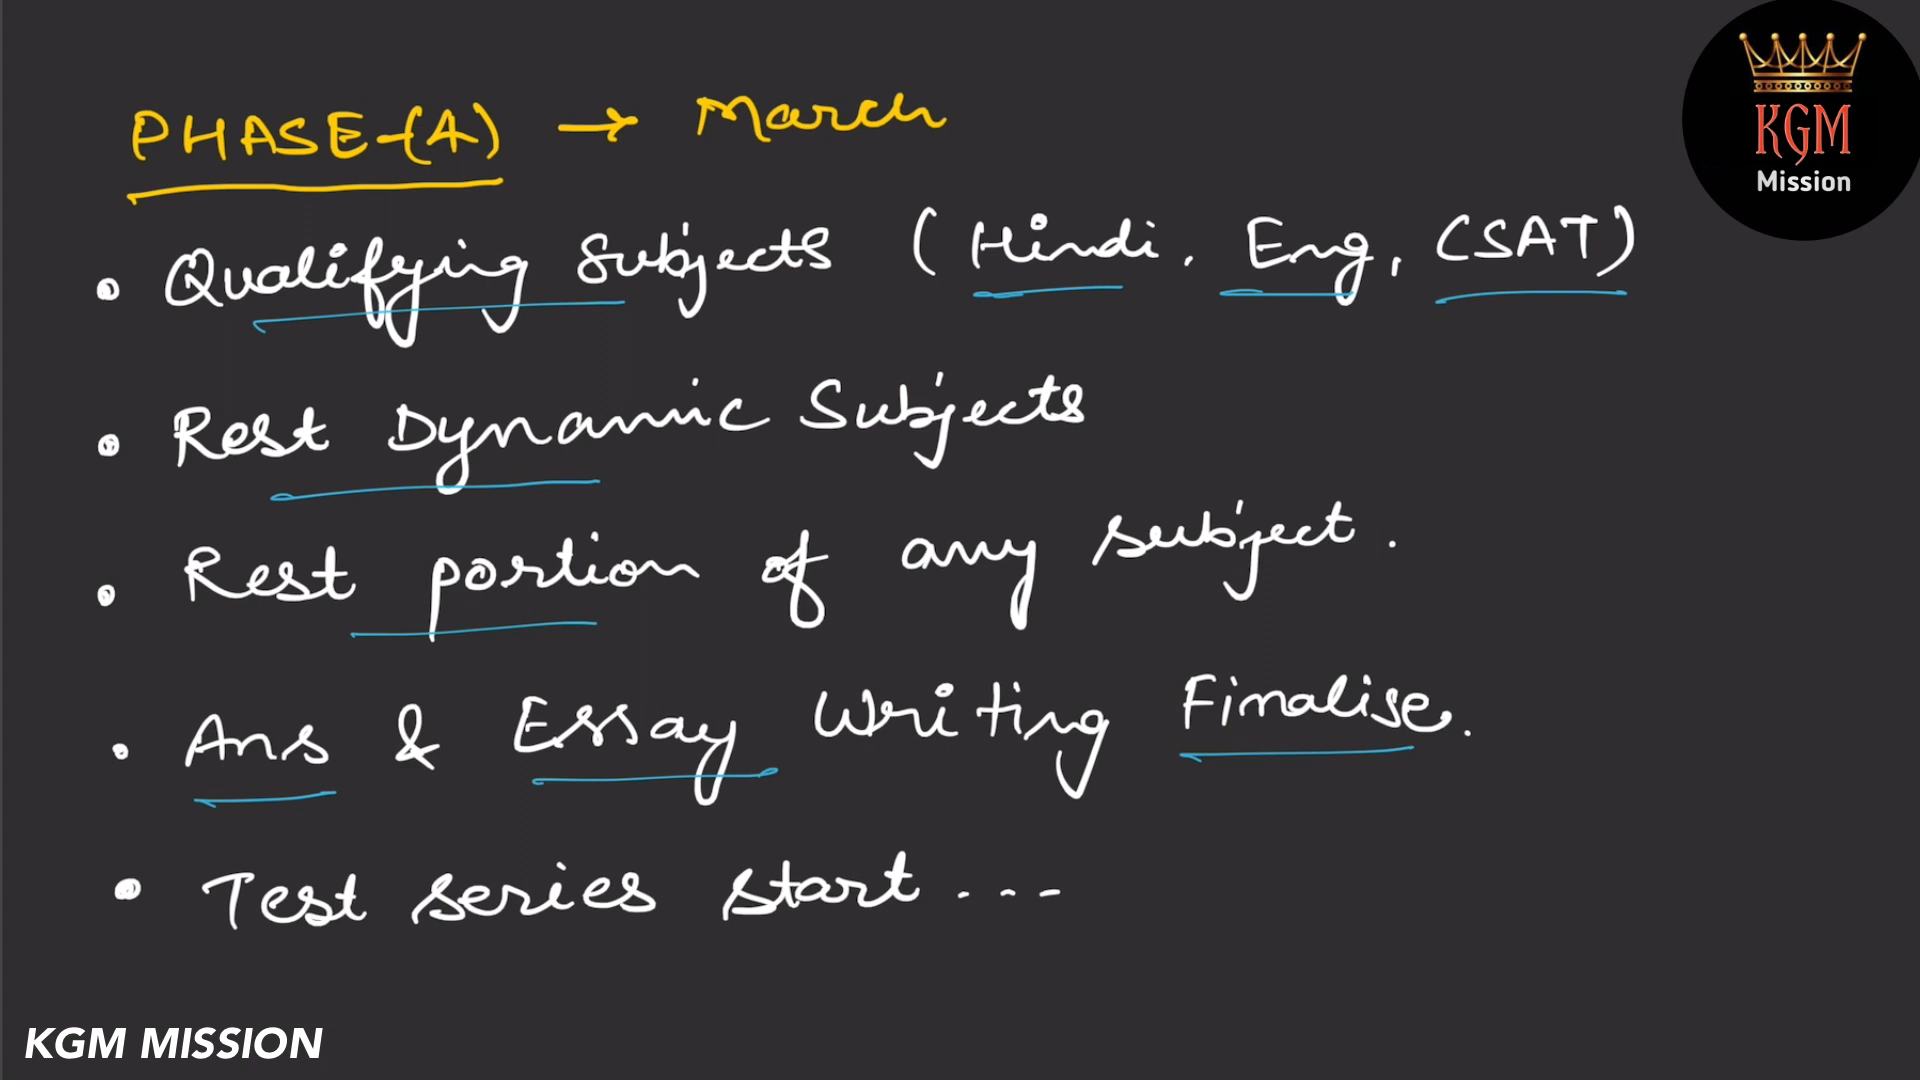 PHASE-(A) → March
• Qualifying Subjects (Hindi, Eng, CSAT)
• Rest Dynamic Subjects
• Rest portion of any subject.
• Ans & Essay Writing Finalise.
• Test series start . - - -
KGM
Mission
KGM MISSION